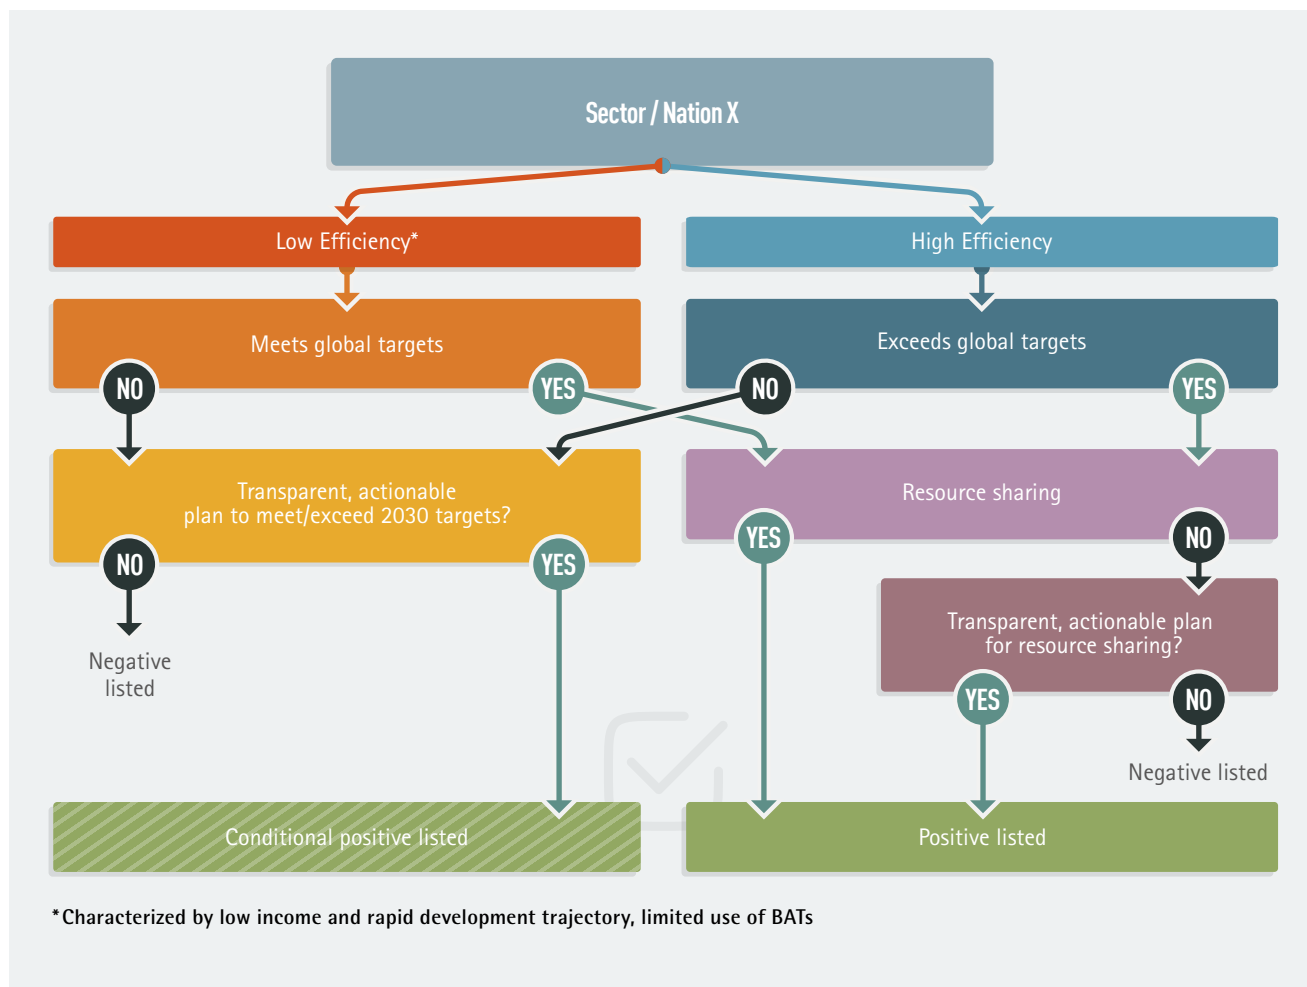 Sector / Nation X
Low Efficiency*
High Efficiency
Meets global targets
Exceeds global targets
NO
YES
NO
YES
Transparent, actionable
plan to meet/exceed 2030 targets?
Resource sharing
NO
YES
YES
NO
Transparent, actionable plan
for resource sharing?
Negative
listed
YES
NO
Negative listed
Conditional positive listed
Positive listed
*Characterized by low income and rapid development trajectory, limited use of BATs